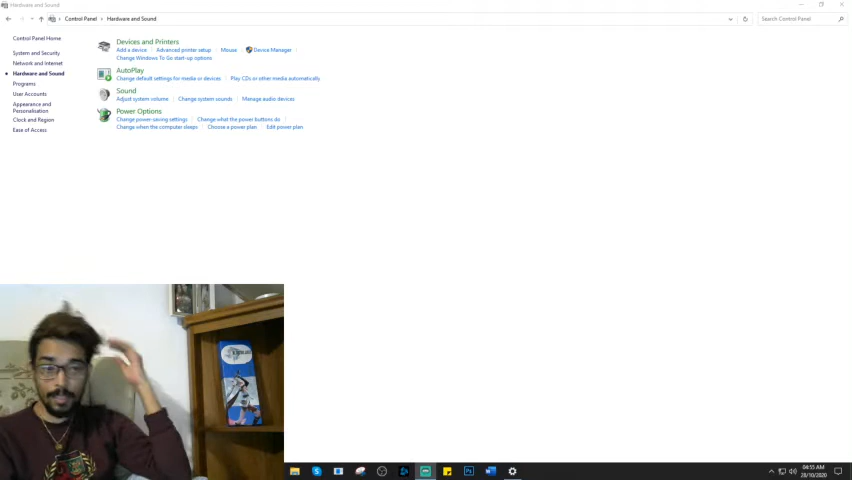 Hardware and Sound
Control Panel > Hardware and Sound
Search Control Panel
Control Panel Home
System and Security
Network and Internet
Hardware and Sound
Programs
User Accounts
Appearance and
Personalisation
Clock and Region
Ease of Access
Devices and Printers
Add a device Advanced printer setup Mouse Device Manager
Change Windows To Go start-up options
AutoPlay
Change default settings for media or devices Play CDs or other media automatically
Sound
Adjust system volume Change system sounds Manage audio devices
Power Options
Change power-saving settings Change what the power buttons do
Change when the computer sleeps Choose a power plan Edit power plan
04:55 AM
28/10/2020